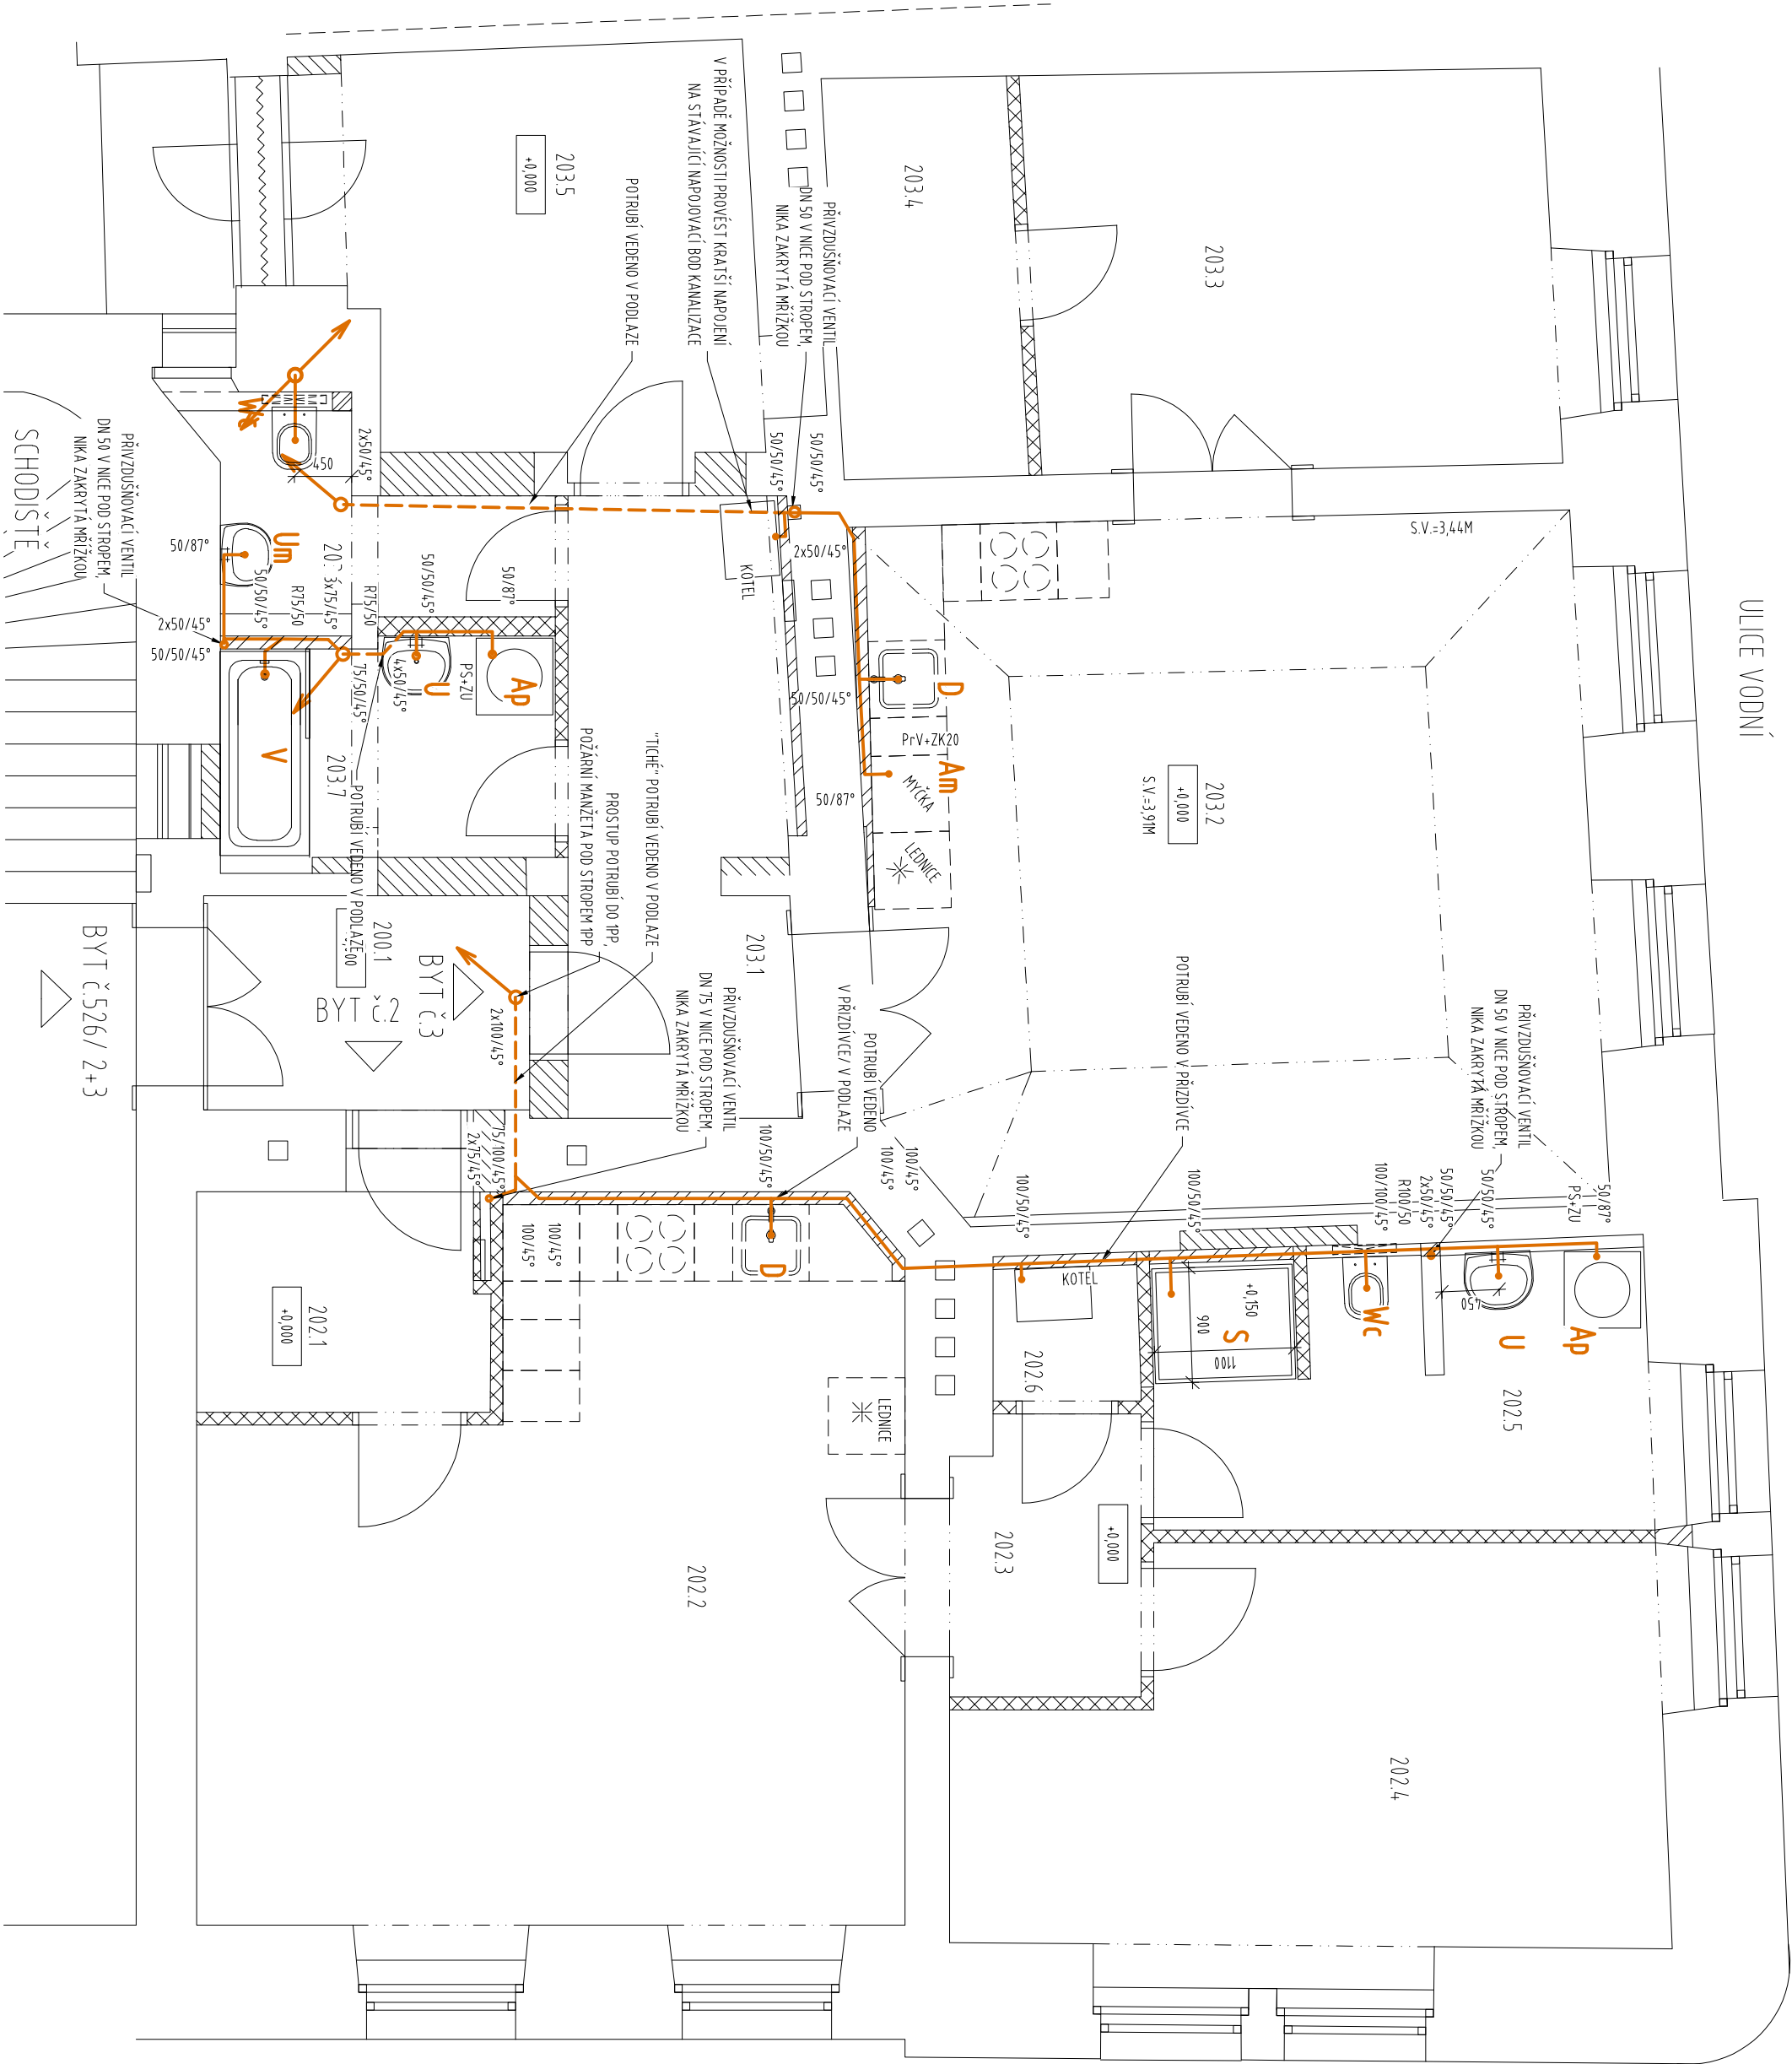 ULICE VODNÍ
V PŘÍPADĚ MOŽNOSTI PROVÉST KRATŠÍ NAPOJENÍ
NA STÁVAJÍCÍ NAPOJOVACÍ BOD KANALIZACE
PŘIVZDUŠŇOVACÍ VENTIL
DN 50 V NICE POD STROPEM,
NIKA ZAKRYTÁ MŘÍŽKOU
POTRUBÍ VEDENO V PODLAZE
203.5
+0,000
203.4
203.3
S.V.=3,44M
50/50/45°
50/50/45°
2x50/45°
KOTEL
2x50/45°
450
Wc
PŘIVZDUŠŇOVACÍ VENTIL
DN 50 V NICE POD STROPEM,
NIKA ZAKRYTÁ MŘÍŽKOU
SCHODIŠTĚ
50/87°
Um
50/50/45°
R75/50
3x75/45°
R75/50
50/50/45°
50/87°
2x50/45°
50/50/45°
75/50/45°
4x50/45°
U
PS+ZU
Ap
V
203.7
POTRUBÍ VEDENO V PODLAZE
D
50/50/45°
PrV+ZK20
Am
MYČKA
50/87°
LEDNICE
203.2
+0,000
S.V.=3,91M
"TICHÉ" POTRUBÍ VEDENO V PODLAZE
PROSTUP POTRUBÍ DO 1PP,
POŽÁRNÍ MANŽETA POD STROPEM 1PP
203.1
200.1
BYT č.3
BYT č.2
BYT č.526/ 2+3
2x100/45°
PŘIVZDUŠŇOVACÍ VENTIL
DN 75 V NICE POD STROPEM,
NIKA ZAKRYTÁ MŘÍŽKOU
POTRUBÍ VEDENO
V PŘIZDÍVCE/ V PODLAZE
POTRUBÍ VEDENO V PŘIZDÍVCE
PŘIVZDUŠŇOVACÍ VENTIL
DN 50 V NICE POD STROPEM,
NIKA ZAKRYTÁ MŘÍŽKOU
75/100/45°
2x75/45°
100/50/45°
100/45°
100/45°
100/50/45°
100/50/45°
50/87°
PS+ZU
50/50/45°
50/50/45°
2x50/45°
R100/50
100/100/45°
100/45°
100/45°
D
KOTEL
+0,150
900
1100
S
Wc
450
U
Ap
202.1
+0,000
202.6
202.5
LEDNICE
202.3
+0,000
202.2
202.4